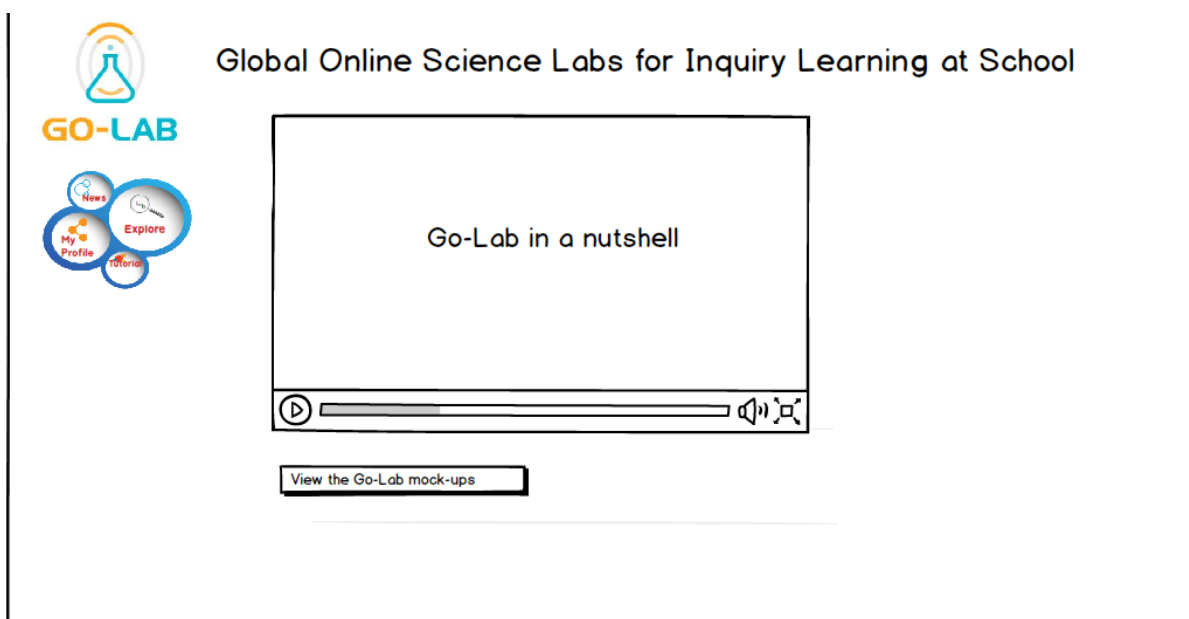 Global Online Science Labs for Inquiry Learning at School
GO-LAB
News
Explore
My
Profile
Tutorial
Go-Lab in a nutshell
View the Go-Lab mock-ups